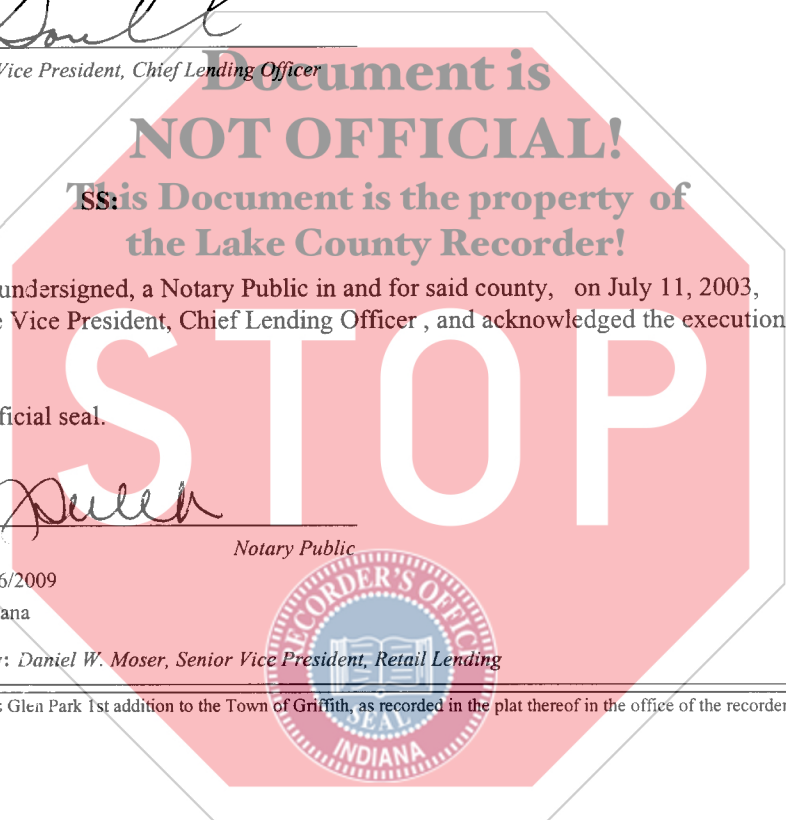 Vice President, Chief Lending Officer
Document is
NOT OFFICIAL!
SS:
This Document is the property of
the Lake County Recorder!
undersigned, a Notary Public in and for said county, on July 11, 2003,
e Vice President, Chief Lending Officer , and acknowledged the execution
STOP
ficial seal.
Notary Public
6/2009
ana
y: Daniel W. Moser, Senior Vice President, Retail Lending
: Glen Park 1st addition to the Town of Griffith, as recorded in the plat thereof in the office of the recorder
RECORDER'S OFFICE
SEAL
INDIANA